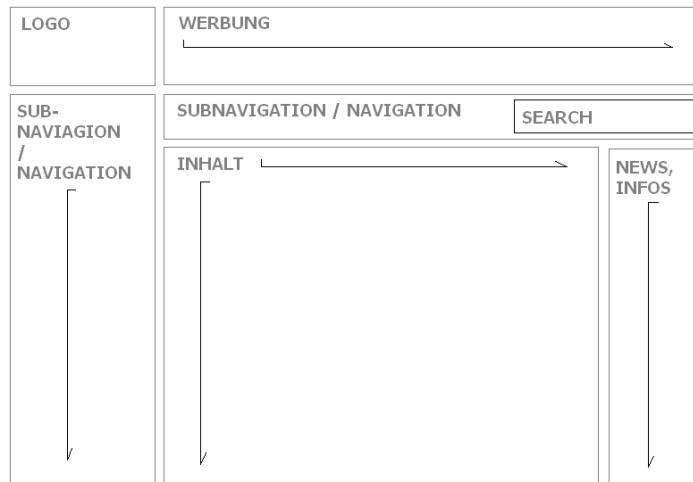 LOGO
WERBUNG
SUB-
NAVIAGION
/
NAVIGATION
SUBNAVIGATION / NAVIGATION
SEARCH
INHALT
NEWS,
INFOS